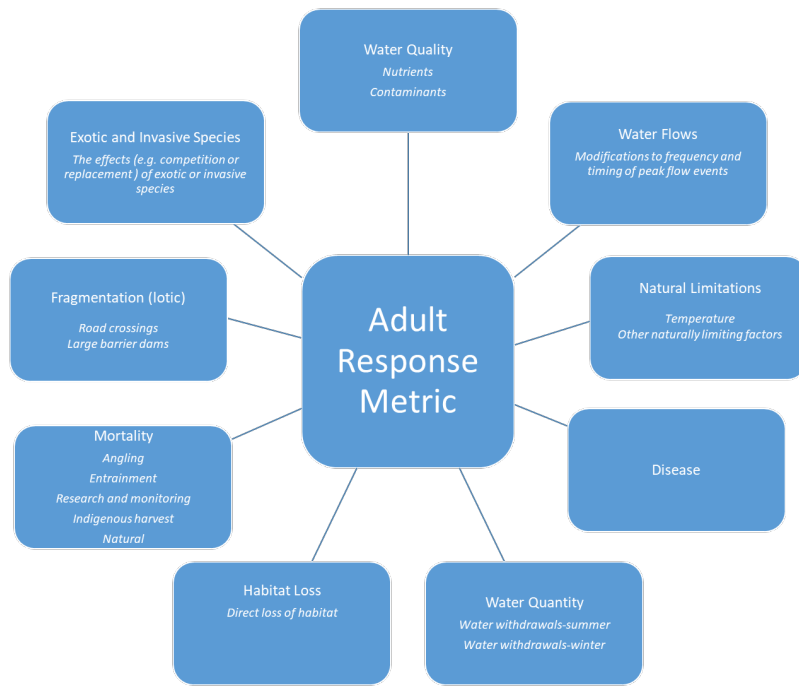 Water Quality
Nutrients
Contaminants
Exotic and Invasive Species
The effects (e.g. competition or
replacement ) of exotic or invasive
species
Water Flows
Modifications to frequency and
timing of peak flow events
Fragmentation (lotic)
Road crossings
Large barrier dams
Natural Limitations
Temperature
Other naturally limiting factors
Adult
Response
Metric
Mortality
Angling
Entrainment
Research and monitoring
Indigenous harvest
Natural
Disease
Habitat Loss
Direct loss of habitat
Water Quantity
Water withdrawals-summer
Water withdrawals-winter